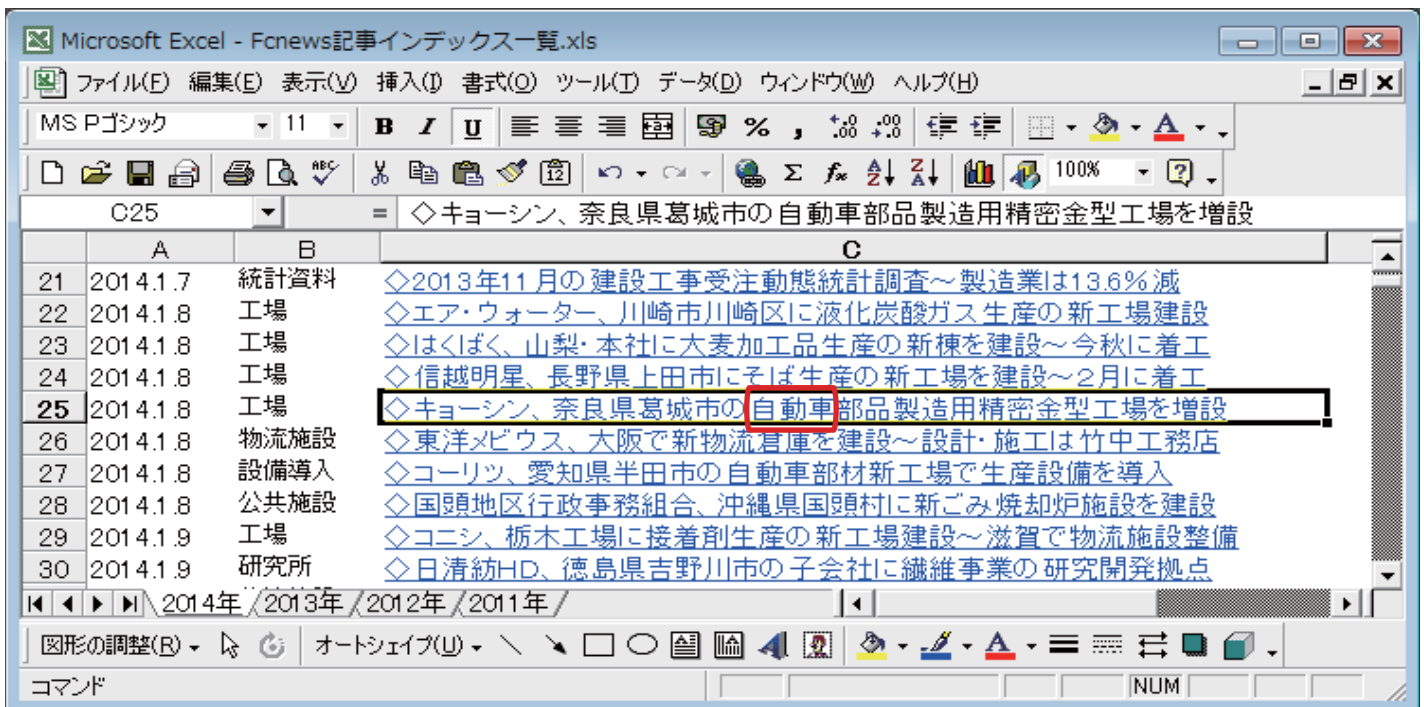 Microsoft Excel - Fcnews記事インデックス一覧.xls
ファイル(F) 編集(E) 表示(V) 挿入(I) 書式(O) ツール(T) データ(D) ウィンドウ(W) ヘルプ(H)
MS Pゴシック 11 B I U % ,
ABC 12 Σ fx 100%
C25 = ◇キョーシン、奈良県葛城市の自動車部品製造用精密金型工場を増設
A B C
21 2014.1.7 統計資料 ◇2013年11月の建設工事受注動態統計調査～製造業は13.6%減
22 2014.1.8 工場 ◇エア・ウォーター、川崎市川崎区に液化炭酸ガス生産の新工場建設
23 2014.1.8 工場 ◇はくばく、山梨・本社に大麦加工品生産の新棟を建設～今秋に着工
24 2014.1.8 工場 ◇信越明星、長野県上田市にそば生産の新工場を建設～2月に着工
25 2014.1.8 工場 ◇キョーシン、奈良県葛城市の自動車部品製造用精密金型工場を増設
26 2014.1.8 物流施設 ◇東洋メビウス、大阪で新物流倉庫を建設～設計・施工は竹中工務店
27 2014.1.8 設備導入 ◇コーリツ、愛知県半田市の自動車部材新工場で生産設備を導入
28 2014.1.8 公共施設 ◇国頭地区行政事務組合、沖縄県国頭村に新ごみ焼却炉施設を建設
29 2014.1.9 工場 ◇コニシ、栃木工場に接着剤生産の新工場建設～滋賀で物流施設整備
30 2014.1.9 研究所 ◇日清紡HD、徳島県吉野川市の子会社に繊維事業の研究開発拠点
2014年 2013年 2012年 2011年
図形の調整(R) オートシェイプ(U) A
コマンド NUM